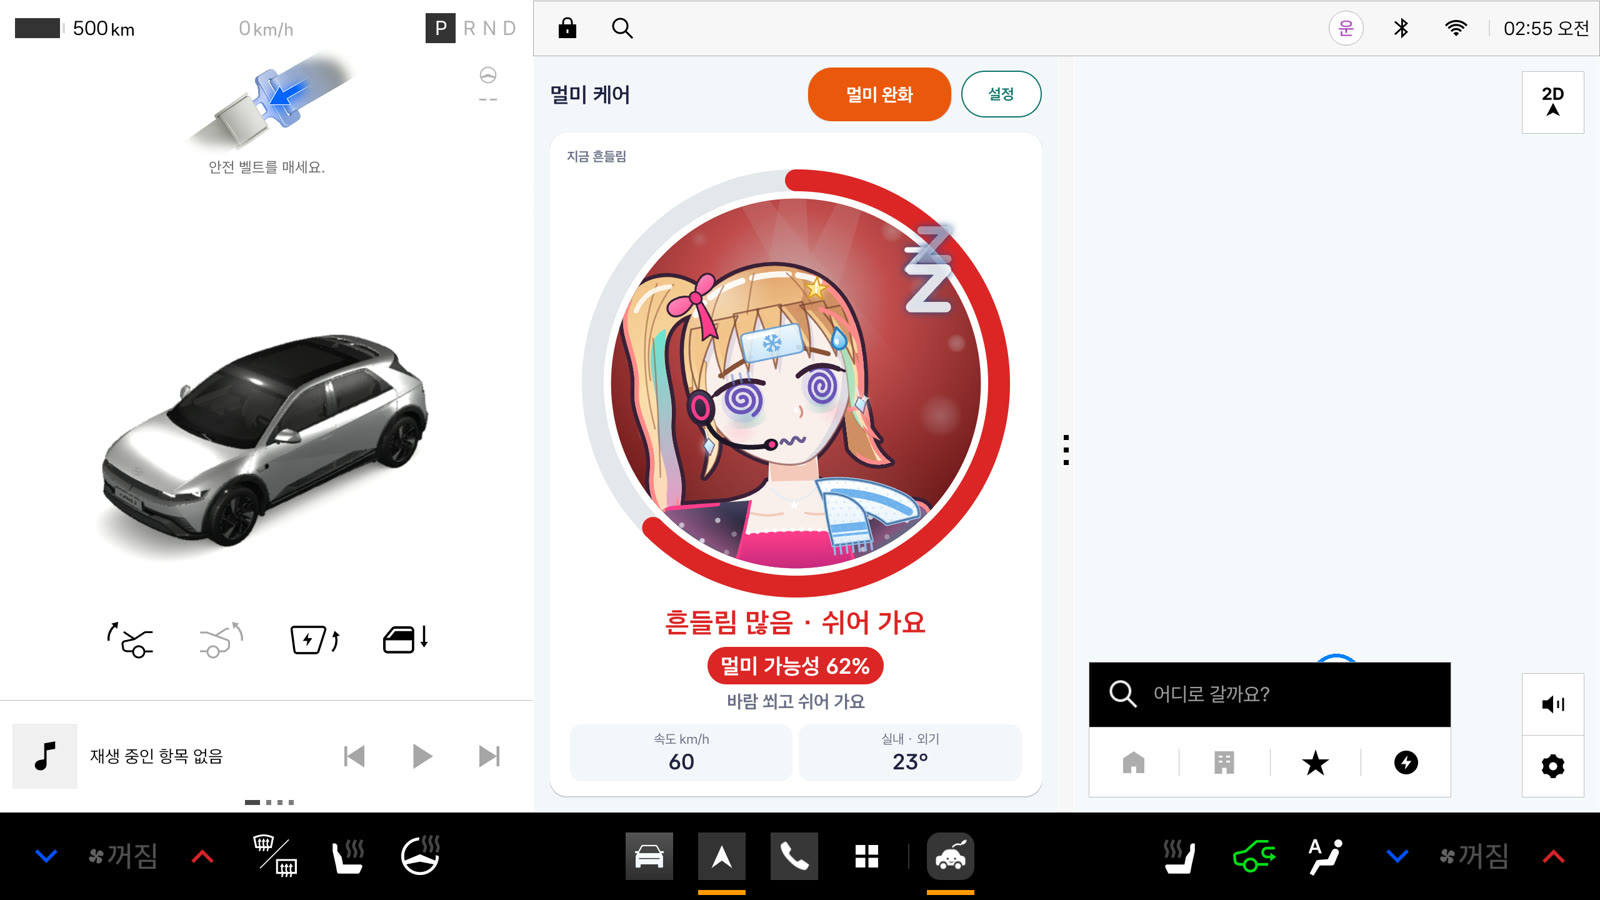 500 km
0 km/h
P R N D
안전 벨트를 매세요.
--
재생 중인 항목 없음
운
02:55 오전
멀미 케어
멀미 완화
설정
지금 흔들림
Z
Z
흔들림 많음 · 쉬어 가요
멀미 가능성 62%
바람 쐬고 쉬어 가요
속도 km/h
60
실내 · 외기
23°
2D
어디로 갈까요?
꺼짐
A
꺼짐